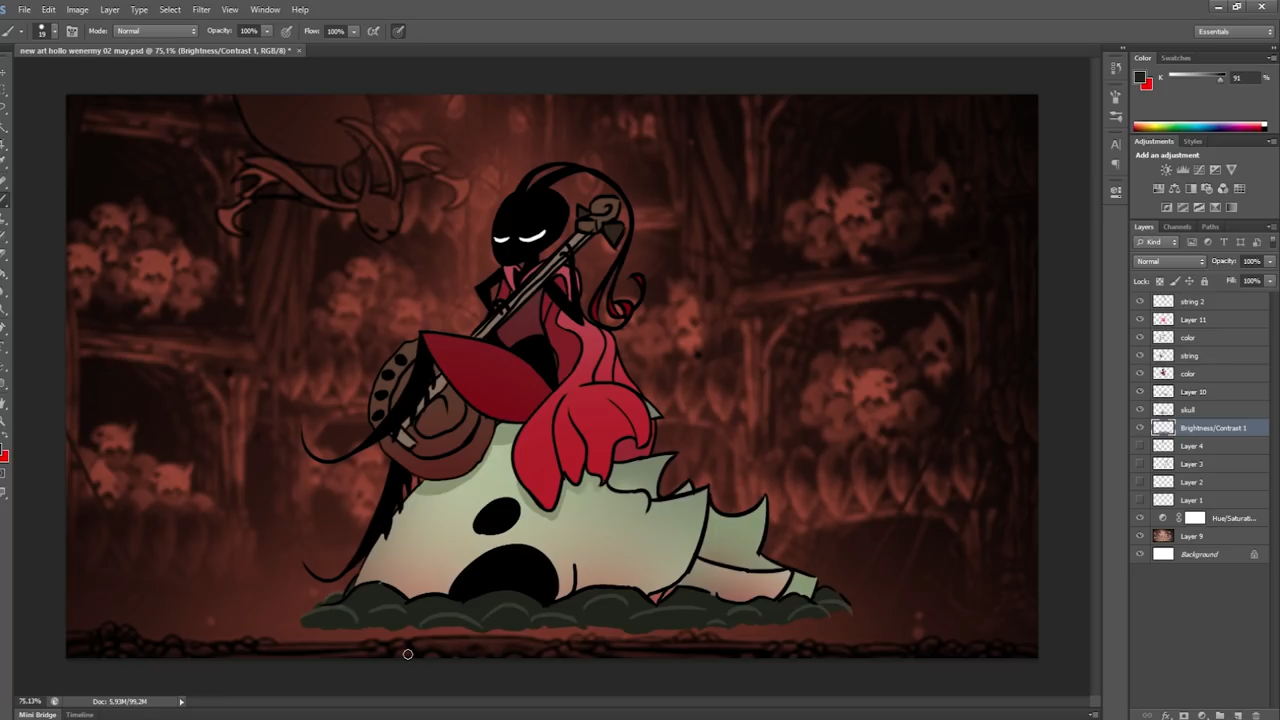 File Edit Image Layer Type Select Filter View Window Help
19 Mode: Normal Opacity: 100% Flow: 100% Essentials
new art hollo wenermy 02 may.psd @ 75,1% (Brightness/Contrast 1, RGB/8) * ×
Color Swatches
K 91 %
Adjustments Styles
Add an adjustment
Layers Channels Paths
Kind
Normal Opacity: 100%
Lock: Fill: 100%
string 2
Layer 11
color
string
color
Layer 10
skull
Brightness/Contrast 1
Layer 4
Layer 3
Layer 2
Layer 1
Hue/Saturati...
Layer 9
Background
75.13% Doc: 5,93M/99,2M
Mini Bridge Timeline